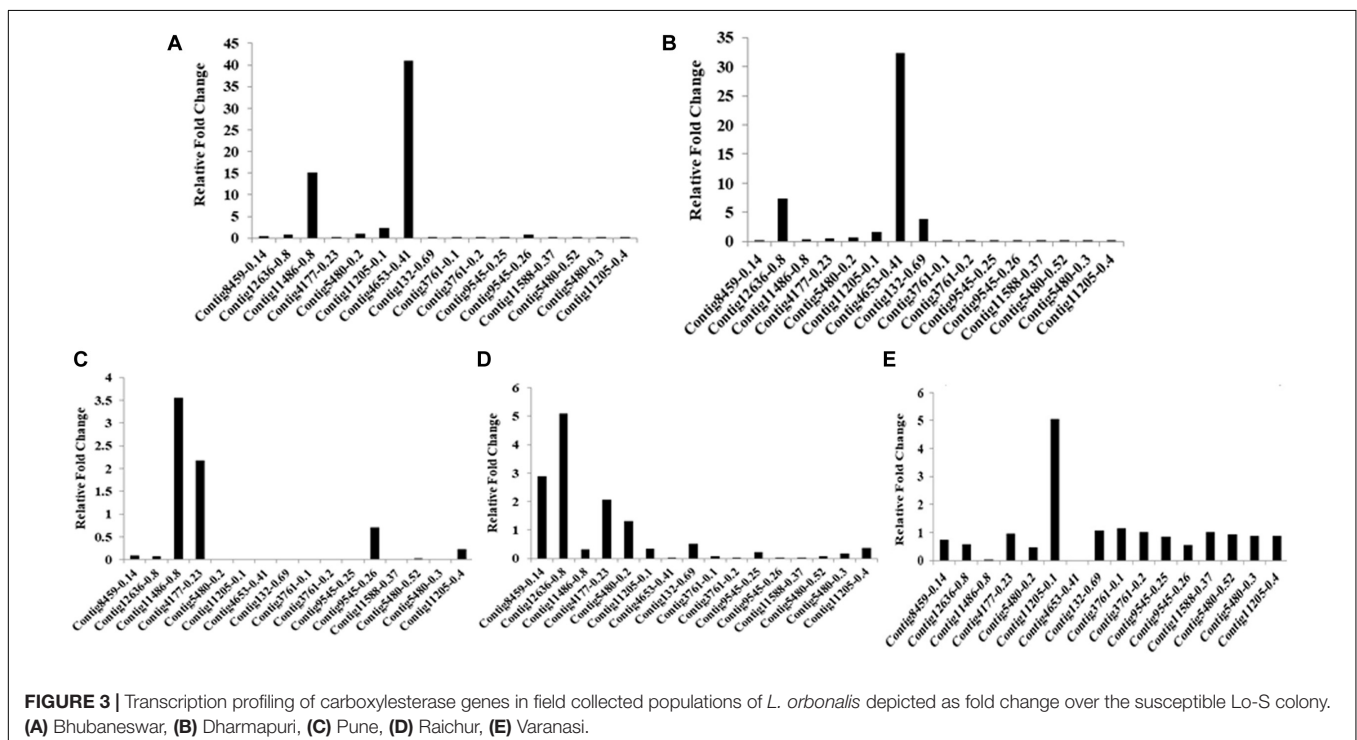 A
Relative Fold Change
45
40
35
30
25
20
15
10
5
0
Contig8459-0.14
Contig12636-0.8
Contig11486-0.8
Contig4177-0.23
Contig5480-0.2
Contig11205-0.1
Contig4653-0.41
Contig132-0.69
Contig3761-0.1
Contig3761-0.2
Contig9545-0.25
Contig9545-0.26
Contig11588-0.37
Contig5480-0.52
Contig5480-0.3
Contig11205-0.4
B
Relative Fold Change
35
30
25
20
15
10
5
0
Contig8459-0.14
Contig12636-0.8
Contig11486-0.8
Contig4177-0.23
Contig5480-0.2
Contig11205-0.1
Contig4653-0.41
Contig132-0.69
Contig3761-0.1
Contig3761-0.2
Contig9545-0.25
Contig9545-0.26
Contig11588-0.37
Contig5480-0.52
Contig5480-0.3
Contig11205-0.4
C
Relative Fold Change
4
3.5
3
2.5
2
1.5
1
0.5
0
Contig8459-0.14
Contig12636-0.8
Contig11486-0.8
Contig4177-0.23
Contig5480-0.2
Contig11205-0.1
Contig4653-0.41
Contig132-0.69
Contig3761-0.1
Contig3761-0.2
Contig9545-0.25
Contig9545-0.26
Contig11588-0.37
Contig5480-0.52
Contig5480-0.3
Contig11205-0.4
D
Relative Fold Change
6
5
4
3
2
1
0
Contig8459-0.14
Contig12636-0.8
Contig11486-0.8
Contig4177-0.23
Contig5480-0.2
Contig11205-0.1
Contig4653-0.41
Contig132-0.69
Contig3761-0.1
Contig3761-0.2
Contig9545-0.25
Contig9545-0.26
Contig11588-0.37
Contig5480-0.52
Contig5480-0.3
Contig11205-0.4
E
Relative Fold Change
6
5
4
3
2
1
0
Contig8459-0.14
Contig12636-0.8
Contig11486-0.8
Contig4177-0.23
Contig5480-0.2
Contig11205-0.1
Contig4653-0.41
Contig132-0.69
Contig3761-0.1
Contig3761-0.2
Contig9545-0.25
Contig9545-0.26
Contig11588-0.37
Contig5480-0.52
Contig5480-0.3
Contig11205-0.4
FIGURE 3 | Transcription profiling of carboxylesterase genes in field collected populations of L. orbonalis depicted as fold change over the susceptible Lo-S colony.
(A) Bhubaneswar, (B) Dharmapuri, (C) Pune, (D) Raichur, (E) Varanasi.